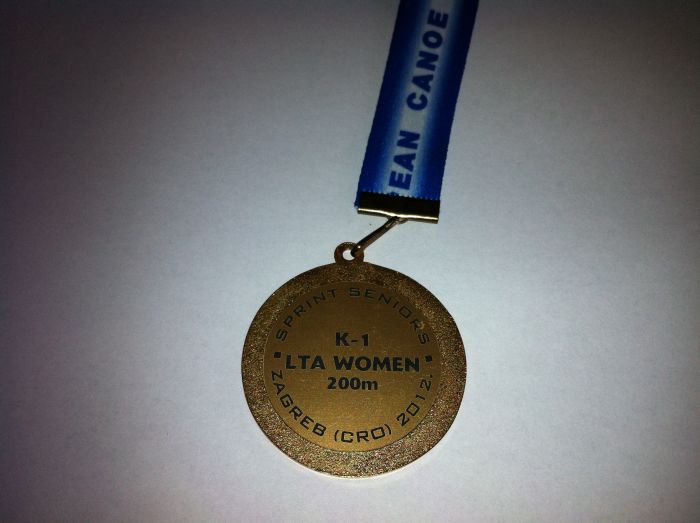 EAN CANOE
SPRINT SENIORS
K-1
LTA WOMEN
200m
ZAGREB (CRO) 2012.